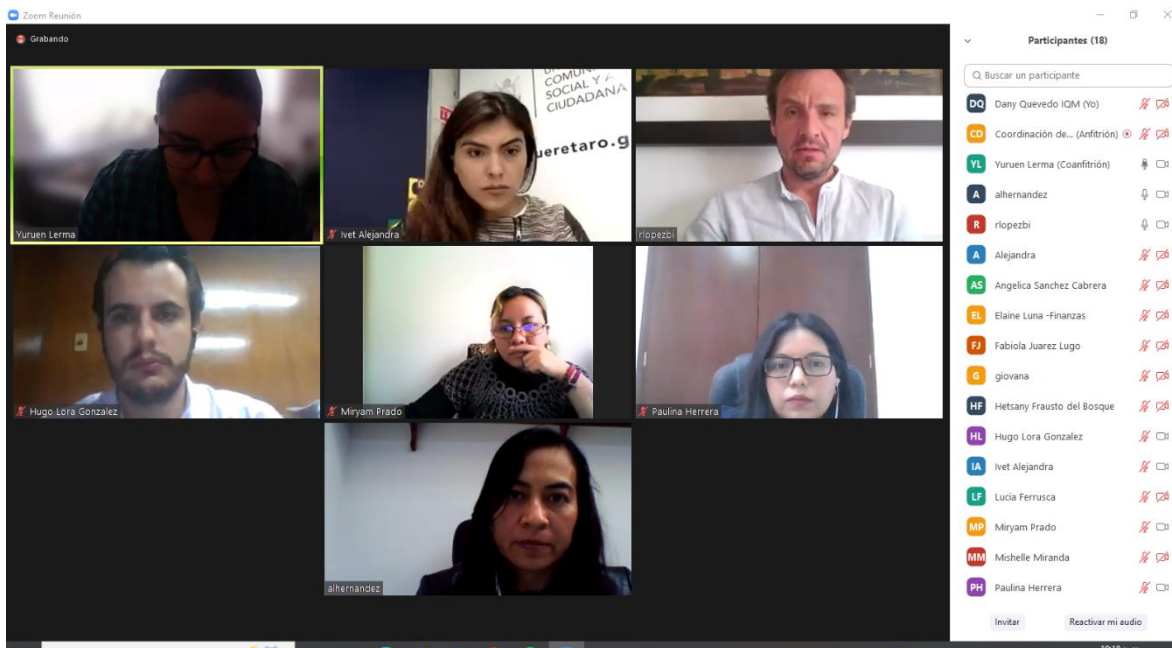 Zoom Reunión
Grabando
COMUNI
SOCIAL Y A
CIUDADANA
ueretaro.g
Yuruen Lerma
Ivet Alejandra
rlopezbi
Hugo Lora Gonzalez
Miryam Prado
Paulina Herrera
alhernandez
Participantes (18)
Buscar un participante
DQ Dany Quevedo IQM (Yo)
CD Coordinación de... (Anfitrión)
YL Yuruen Lerma (Coanfitrión)
A alhernandez
R rlopezbi
A Alejandra
AS Angelica Sanchez Cabrera
EL Elaine Luna -Finanzas
FJ Fabiola Juarez Lugo
G giovana
HF Hetsany Frausto del Bosque
HL Hugo Lora Gonzalez
IA Ivet Alejandra
LF Lucia Ferrusca
MP Miryam Prado
MM Mishelle Miranda
PH Paulina Herrera
Invitar Reactivar mi audio